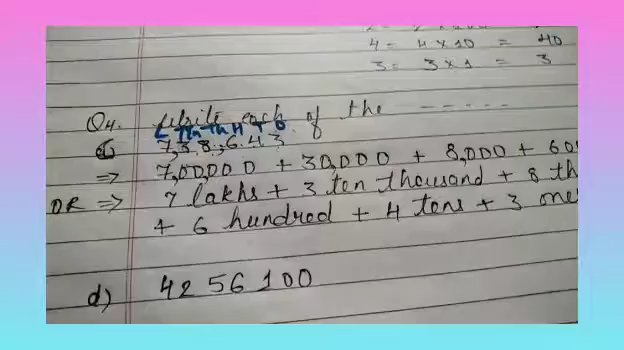 4 = 4 x 10 = 40
3 = 3 x 1 = 3
Q4. Write each of the -----
L TTh Th H T O
7,3,8,6,4,3
⇒ 7,00,000 + 30,000 + 8,000 + 60
OR ⇒ 7 lakhs + 3 ten thousand + 8 th
+ 6 hundred + 4 tens + 3 one
d) 42 56 100